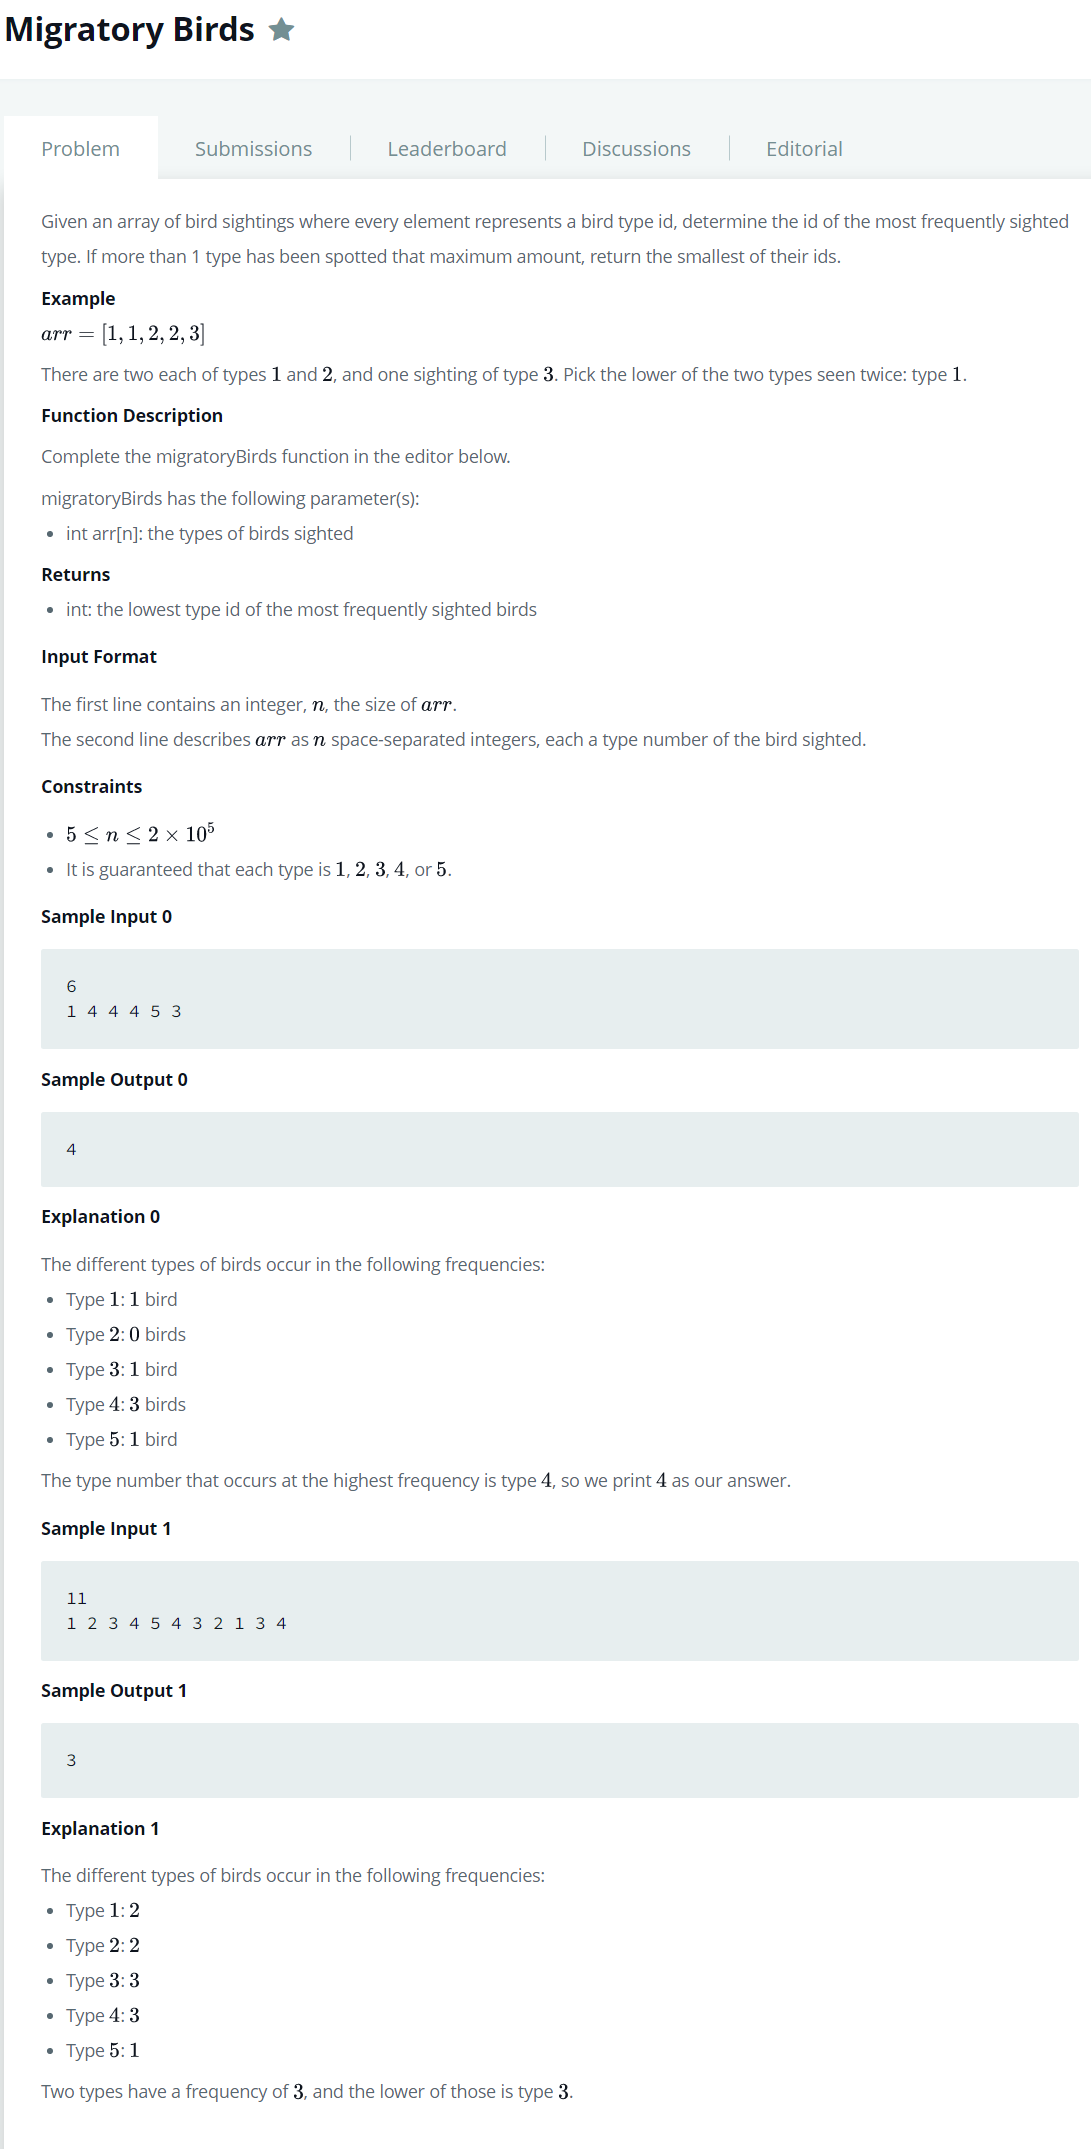 Migratory Birds
Problem
Submissions
Leaderboard
Discussions
Editorial
Given an array of bird sightings where every element represents a bird type id, determine the id of the most frequently sighted
type. If more than 1 type has been spotted that maximum amount, return the smallest of their ids.
Example
arr = [1, 1, 2, 2, 3]
There are two each of types 1 and 2, and one sighting of type 3. Pick the lower of the two types seen twice: type 1.
Function Description
Complete the migratoryBirds function in the editor below.
migratoryBirds has the following parameter(s):
• int arr[n]: the types of birds sighted
Returns
• int: the lowest type id of the most frequently sighted birds
Input Format
The first line contains an integer, n, the size of arr.
The second line describes arr as n space-separated integers, each a type number of the bird sighted.
Constraints
• 5 ≤ n ≤ 2 × 10⁵
• It is guaranteed that each type is 1, 2, 3, 4, or 5.
Sample Input 0
6
1 4 4 4 5 3
Sample Output 0
4
Explanation 0
The different types of birds occur in the following frequencies:
• Type 1: 1 bird
• Type 2: 0 birds
• Type 3: 1 bird
• Type 4: 3 birds
• Type 5: 1 bird
The type number that occurs at the highest frequency is type 4, so we print 4 as our answer.
Sample Input 1
11
1 2 3 4 5 4 3 2 1 3 4
Sample Output 1
3
Explanation 1
The different types of birds occur in the following frequencies:
• Type 1: 2
• Type 2: 2
• Type 3: 3
• Type 4: 3
• Type 5: 1
Two types have a frequency of 3, and the lower of those is type 3.